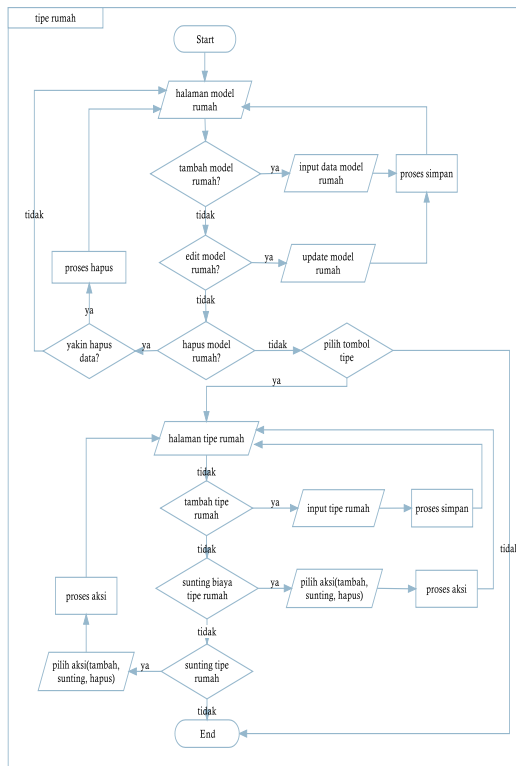 tipe rumah
Start
halaman model
rumah
tambah model
rumah?
ya
input data model
rumah
proses simpan
tidak
tidak
edit model
rumah?
ya
update model
rumah
proses hapus
tidak
ya
yakin hapus
data?
ya
hapus model
rumah?
tidak
pilih tombol
tipe
ya
halaman tipe rumah
tidak
tambah tipe
rumah
ya
input tipe rumah
proses simpan
tidak
tidak
sunting biaya
tipe rumah
ya
pilih aksi(tambah,
sunting, hapus)
proses aksi
proses aksi
tidak
pilih aksi(tambah,
sunting, hapus)
ya
sunting tipe
rumah
tidak
End